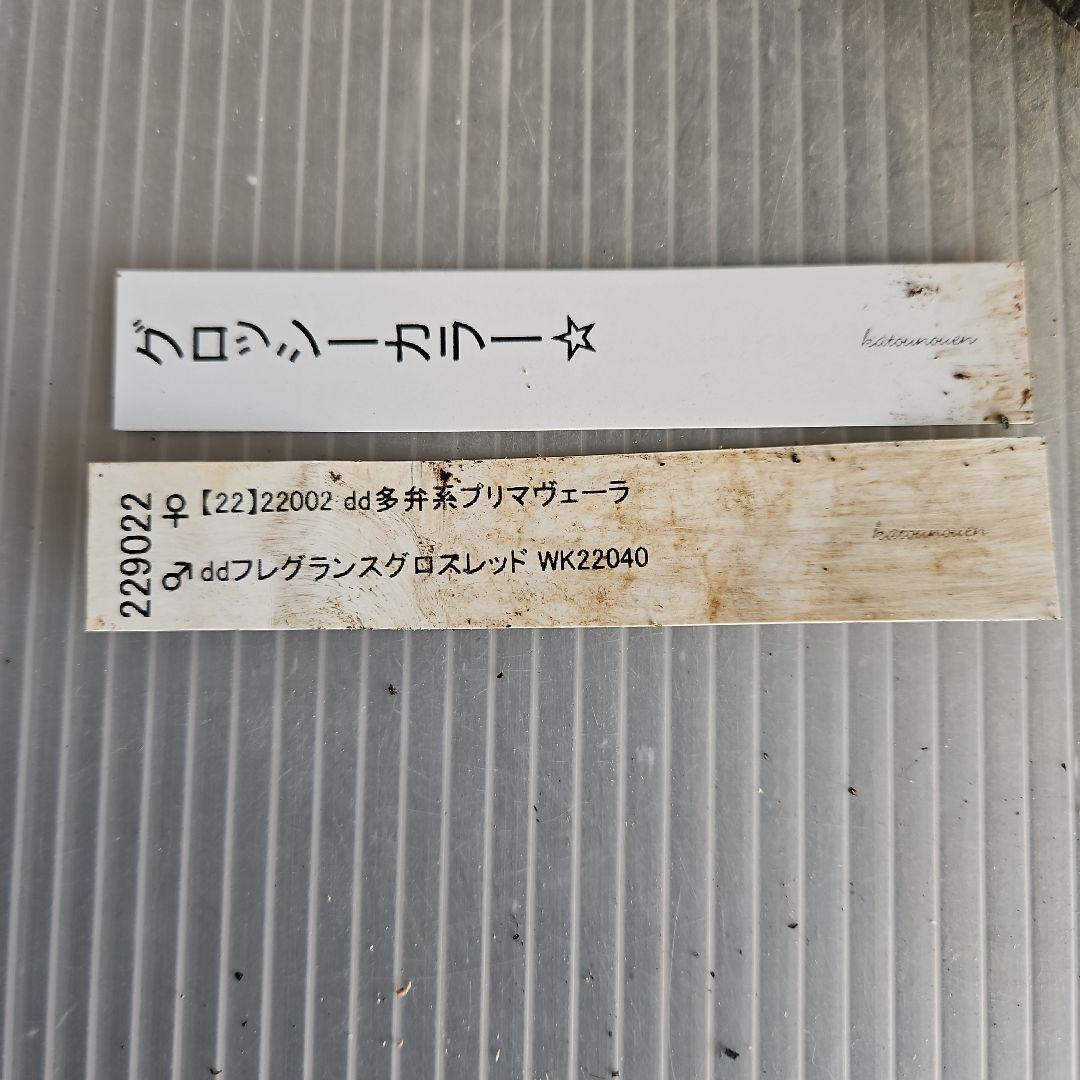 グロッシーカラー☆
katounouen
229022
♀【22】22002 dd多弁系プリマヴェーラ
♂ddフレグランスグロスレッド WK22040
katounouen